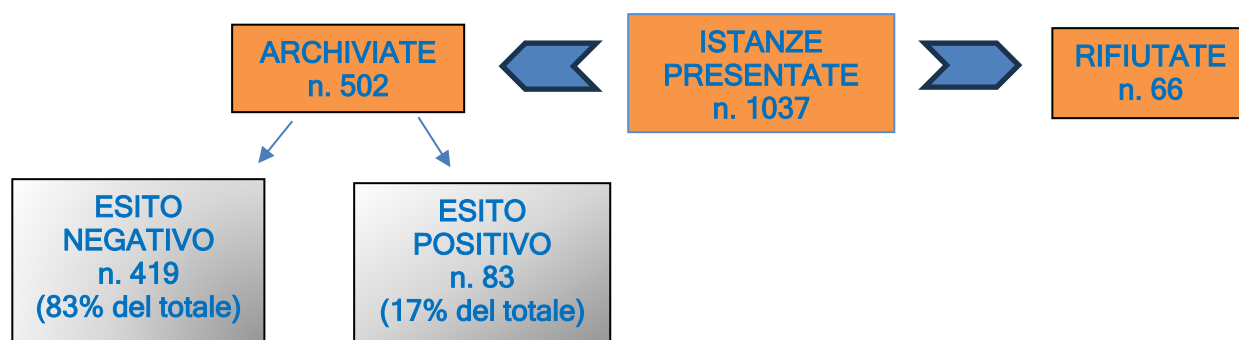 ARCHIVIATE
n. 502
ISTANZE
PRESENTATE
n. 1037
RIFIUTATE
n. 66
ESITO
NEGATIVO
n. 419
(83% del totale)
ESITO
POSITIVO
n. 83
(17% del totale)